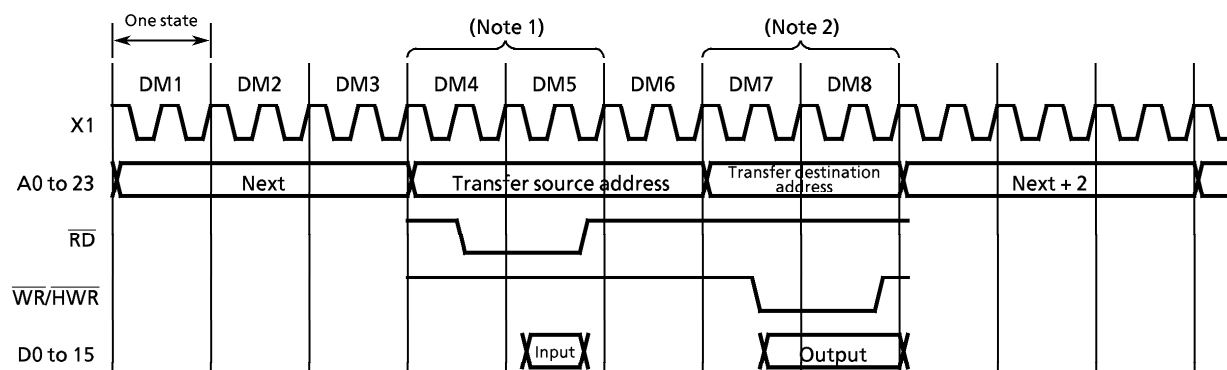 One state
(Note 1)
(Note 2)
DM1 DM2 DM3 DM4 DM5 DM6 DM7 DM8
X1
A0 to 23
Next
Transfer source address
Transfer destination
address
Next + 2
RD
WR/HWR
D0 to 15
Input
Output